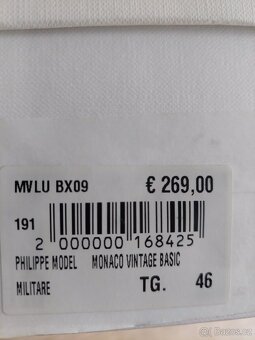 MVLU BX09 € 269,00
191
2 000000 168425
PHILIPPE MODEL MONACO VINTAGE BASIC
MILITARE TG. 46